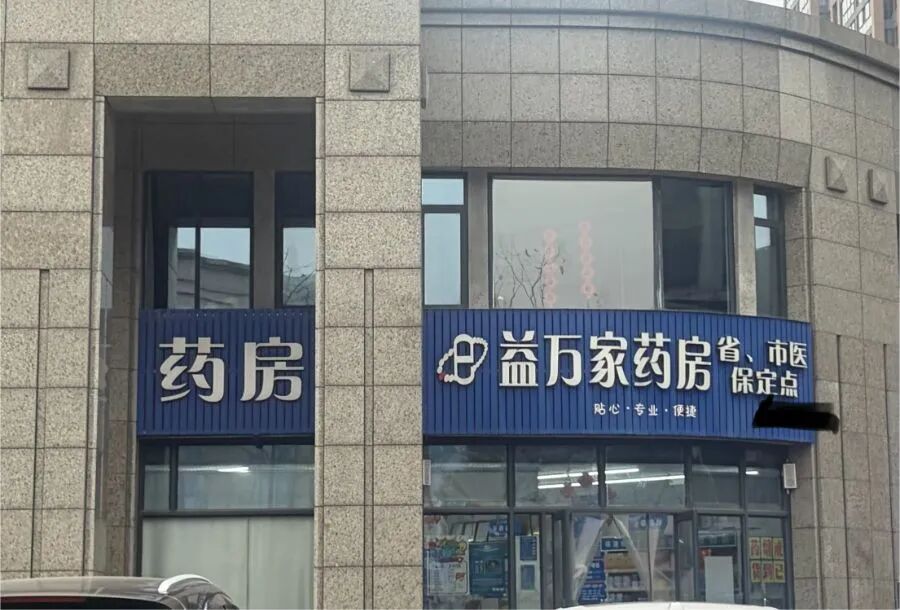 药房
益万家药房
省、市医
保定点
贴心·专业·便捷